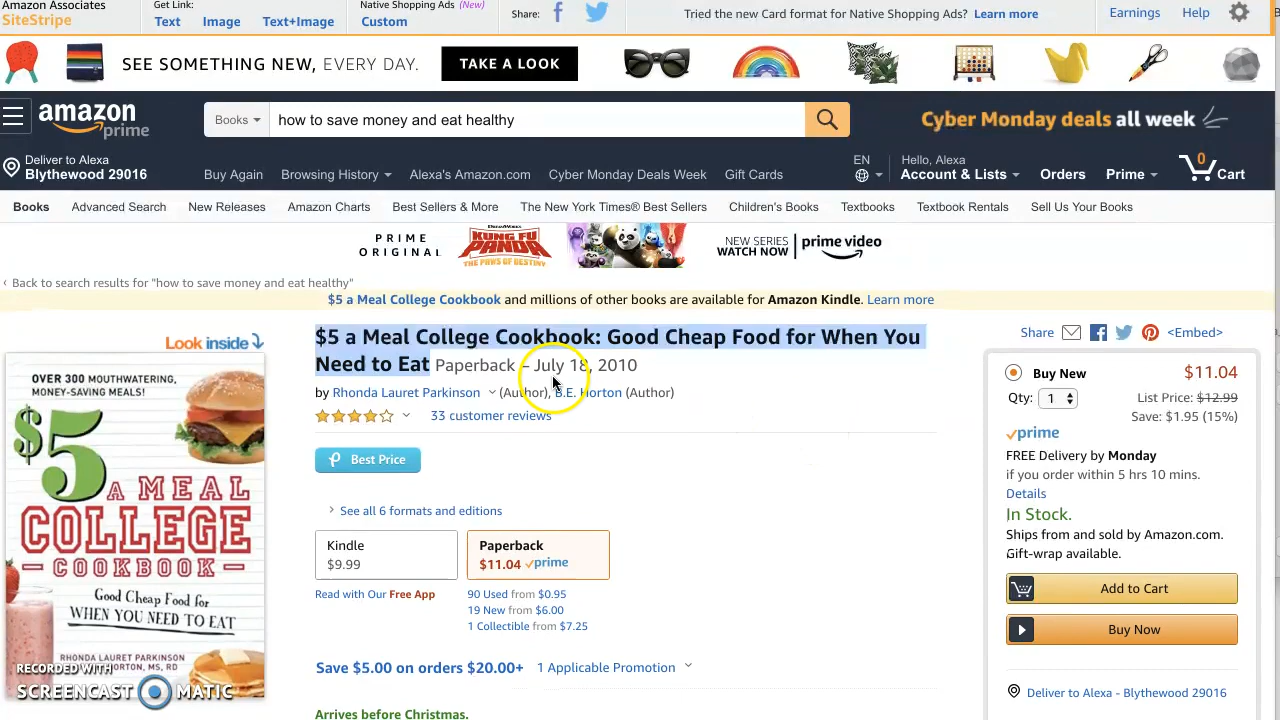 Amazon Associates
SiteStripe
Get Link:
Text Image Text+Image
Native Shopping Ads (New)
Custom
Share:
Tried the new Card format for Native Shopping Ads? Learn more
Earnings Help
SEE SOMETHING NEW, EVERY DAY. TAKE A LOOK
amazon
prime
Books
how to save money and eat healthy
Cyber Monday deals all week
Deliver to Alexa
Blythewood 29016
Buy Again Browsing History Alexa's Amazon.com Cyber Monday Deals Week Gift Cards
EN
Hello, Alexa
Account & Lists
Orders
Prime
0
Cart
Books Advanced Search New Releases Amazon Charts Best Sellers & More The New York Times® Best Sellers Children's Books Textbooks Textbook Rentals Sell Us Your Books
PRIME
ORIGINAL
DREAMWORKS
KUNG FU
PANDA
THE PAWS OF DESTINY
NEW SERIES
WATCH NOW
prime video
‹ Back to search results for "how to save money and eat healthy"
$5 a Meal College Cookbook and millions of other books are available for Amazon Kindle. Learn more
Look inside
OVER 300 MOUTHWATERING,
MONEY-SAVING MEALS!
$5
A MEAL
COLLEGE
COOKBOOK
Good Cheap Food for
WHEN YOU NEED TO EAT
RHONDA LAURET PARKINSON
HORTON, MS, RD
RECORDED WITH
SCREENCAST MATIC
$5 a Meal College Cookbook: Good Cheap Food for When You
Need to Eat Paperback – July 18, 2010
by Rhonda Lauret Parkinson (Author), B.E. Horton (Author)
33 customer reviews
Best Price
See all 6 formats and editions
Kindle
$9.99
Paperback
$11.04 prime
Read with Our Free App
90 Used from $0.95
19 New from $6.00
1 Collectible from $7.25
Save $5.00 on orders $20.00+ 1 Applicable Promotion
Arrives before Christmas.
Share <Embed>
Buy New $11.04
Qty: 1
List Price: $12.99
Save: $1.95 (15%)
prime
FREE Delivery by Monday
if you order within 5 hrs 10 mins.
Details
In Stock.
Ships from and sold by Amazon.com.
Gift-wrap available.
Add to Cart
Buy Now
Deliver to Alexa - Blythewood 29016